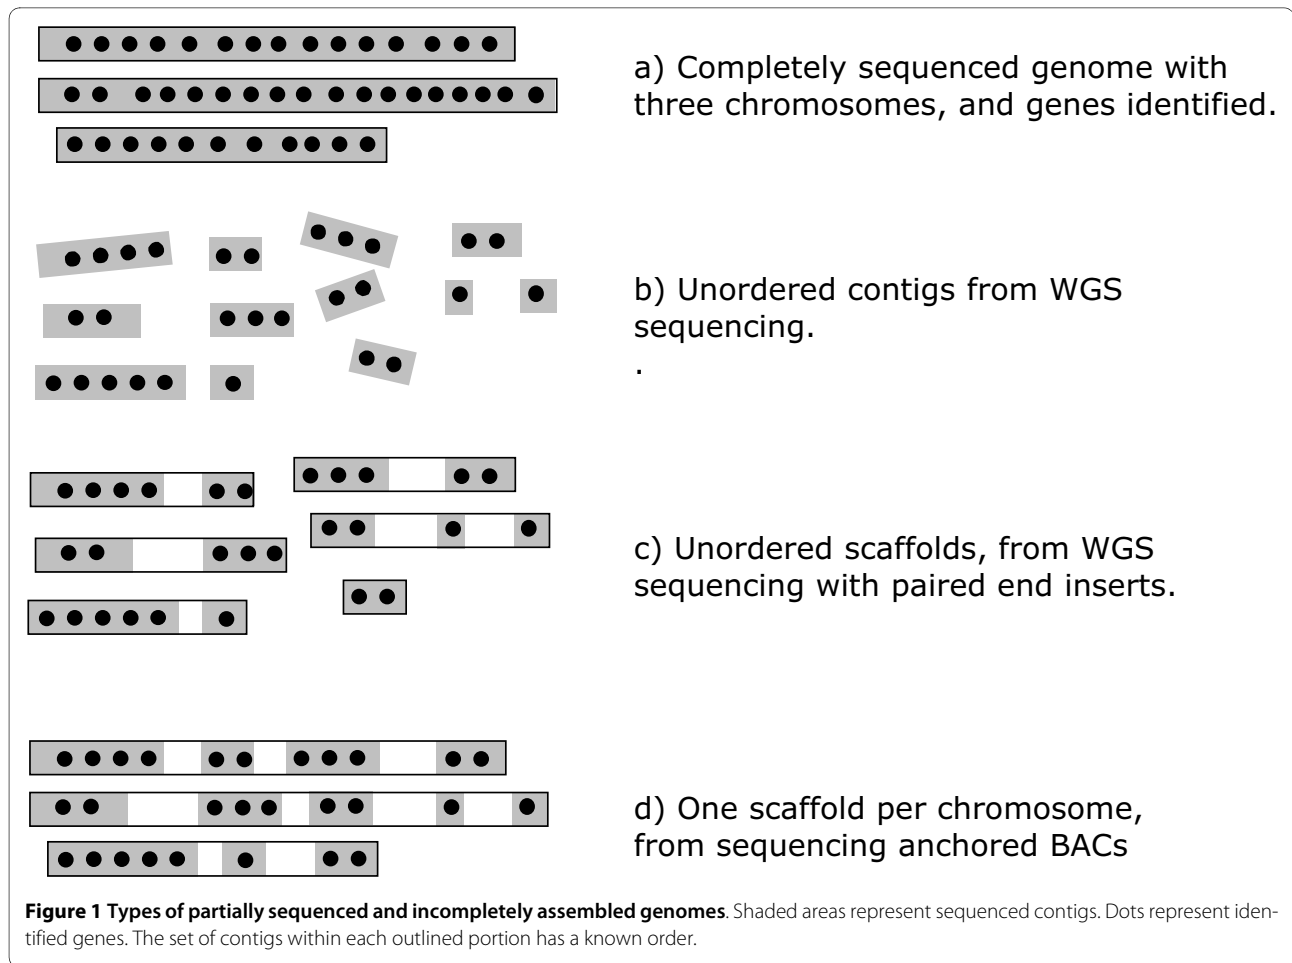 a) Completely sequenced genome with
three chromosomes, and genes identified.
b) Unordered contigs from WGS
sequencing.
.
c) Unordered scaffolds, from WGS
sequencing with paired end inserts.
d) One scaffold per chromosome,
from sequencing anchored BACs
Figure 1 Types of partially sequenced and incompletely assembled genomes. Shaded areas represent sequenced contigs. Dots represent iden-
tified genes. The set of contigs within each outlined portion has a known order.